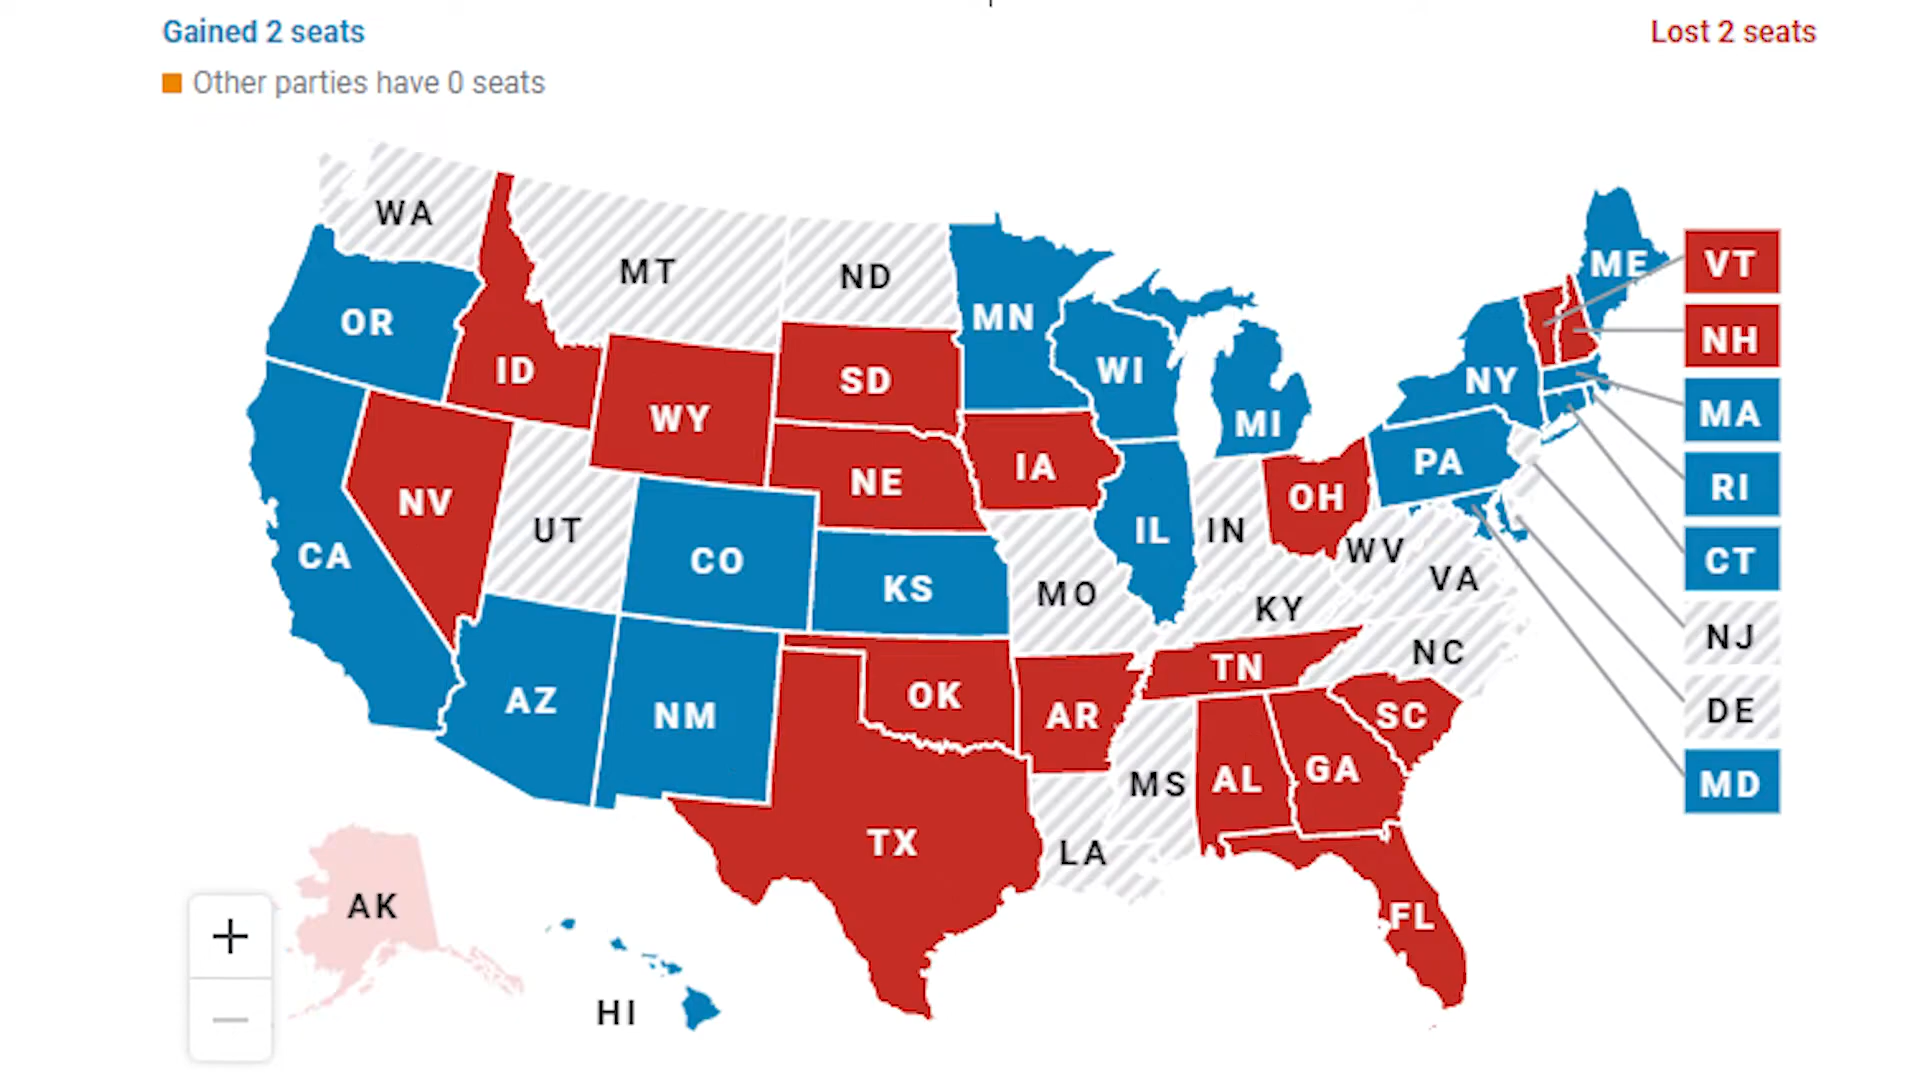 Gained 2 seats
Lost 2 seats
Other parties have 0 seats
WA
MT
ND
MN
ME
VT
OR
ID
SD
WI
NH
WY
NY
MI
MA
NV
NE
IA
PA
RI
UT
CO
IL
IN
OH
CT
CA
KS
MO
WV
VA
KY
NJ
AZ
NM
OK
AR
TN
NC
SC
DE
TX
MS
AL
GA
MD
LA
AK
FL
HI
+
−